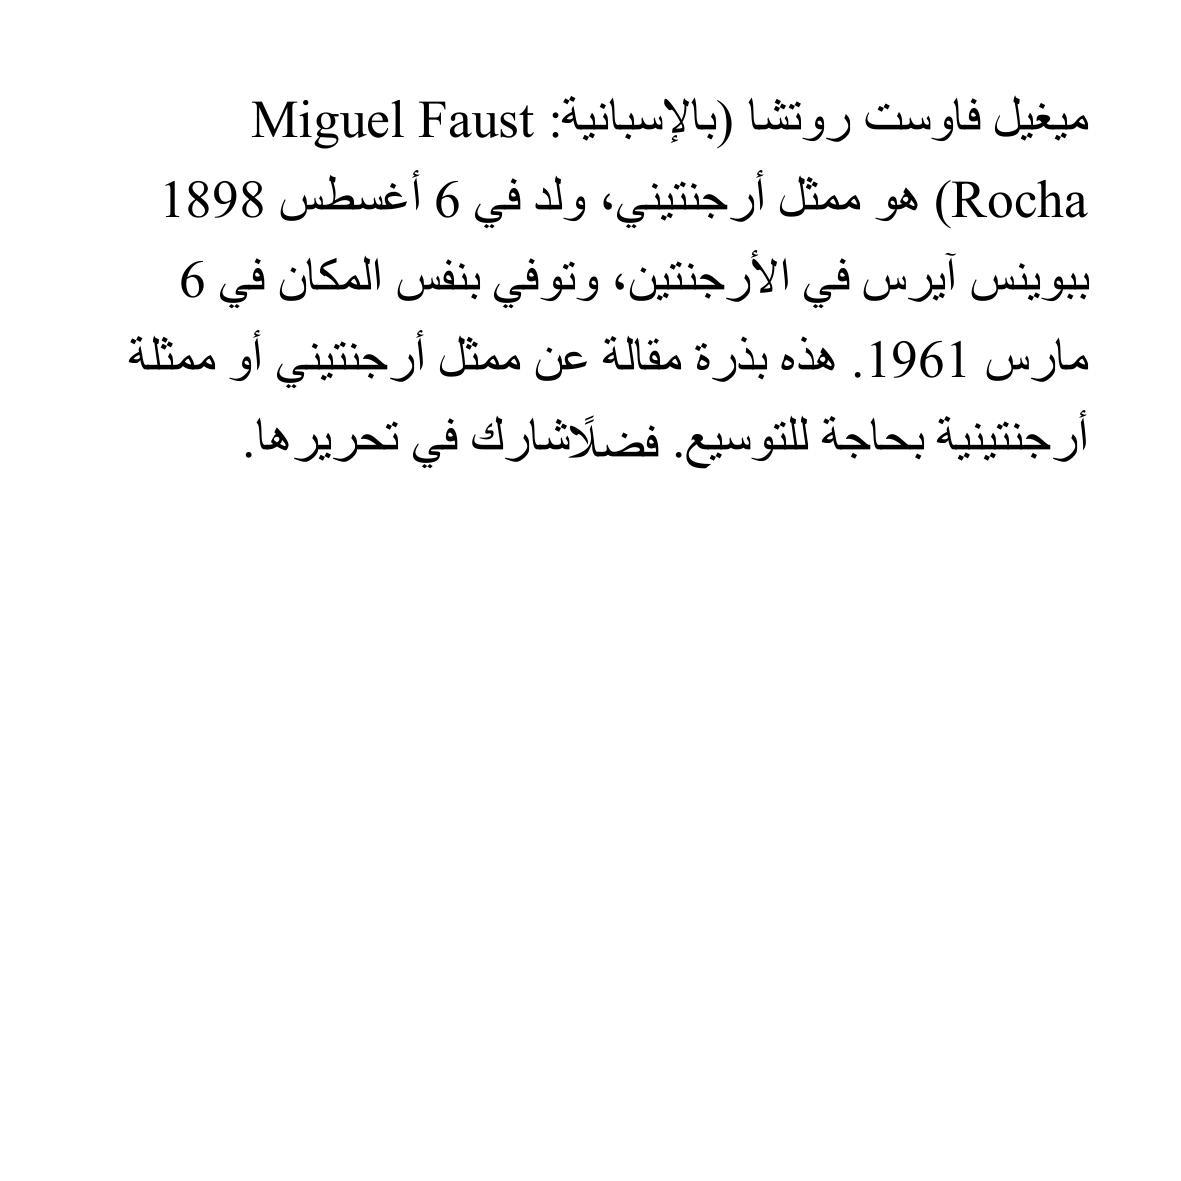 ميغيل فاوست روتشا (بالإسبانية: Miguel Faust
Rocha) هو ممثل أرجنتيني، ولد في 6 أغسطس 1898
ببوينس آيرس في الأرجنتين، وتوفي بنفس المكان في 6
مارس 1961. هذه بذرة مقالة عن ممثل أرجنتيني أو ممثلة
أرجنتينية بحاجة للتوسيع. فضلًاشارك في تحريرها.